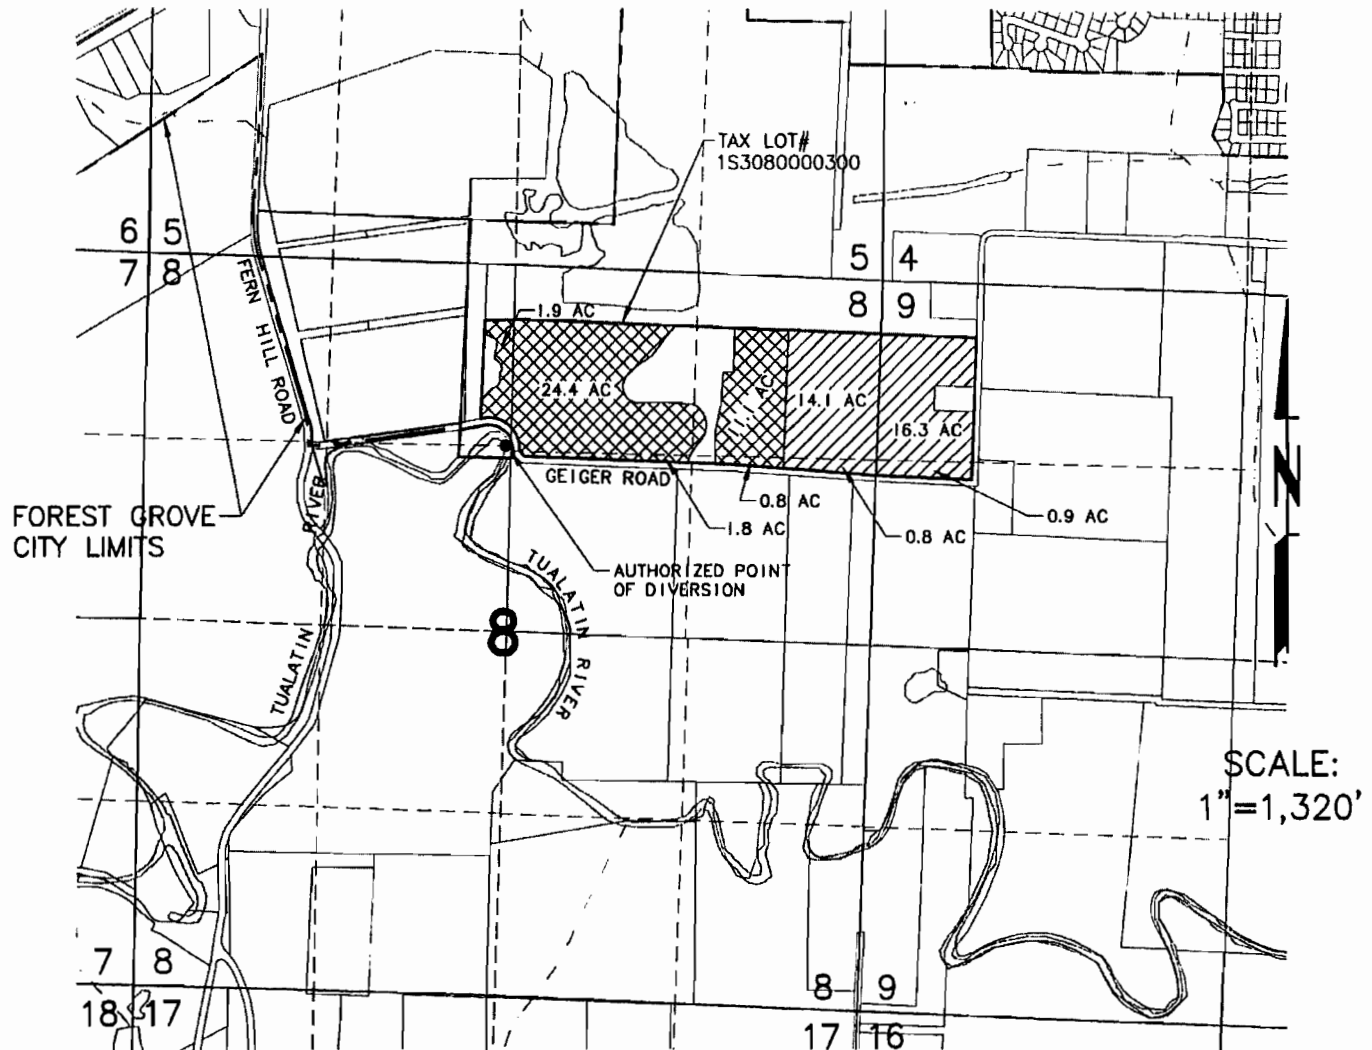 TAX LOT#
1S3080000300
6 5
7 8
5 4
8 9
FERN HILL ROAD
1.9 AC
24.4 AC
11.1 AC
14.1 AC
16.3 AC
GEIGER ROAD
0.8 AC
1.8 AC
0.8 AC
0.9 AC
N
FOREST GROVE
CITY LIMITS
RIVER
AUTHORIZED POINT
OF DIVERSION
TUALATIN
RIVER
8
TUALATIN
SCALE:
1"=1,320'
7 8
18 17
8 9
17 16